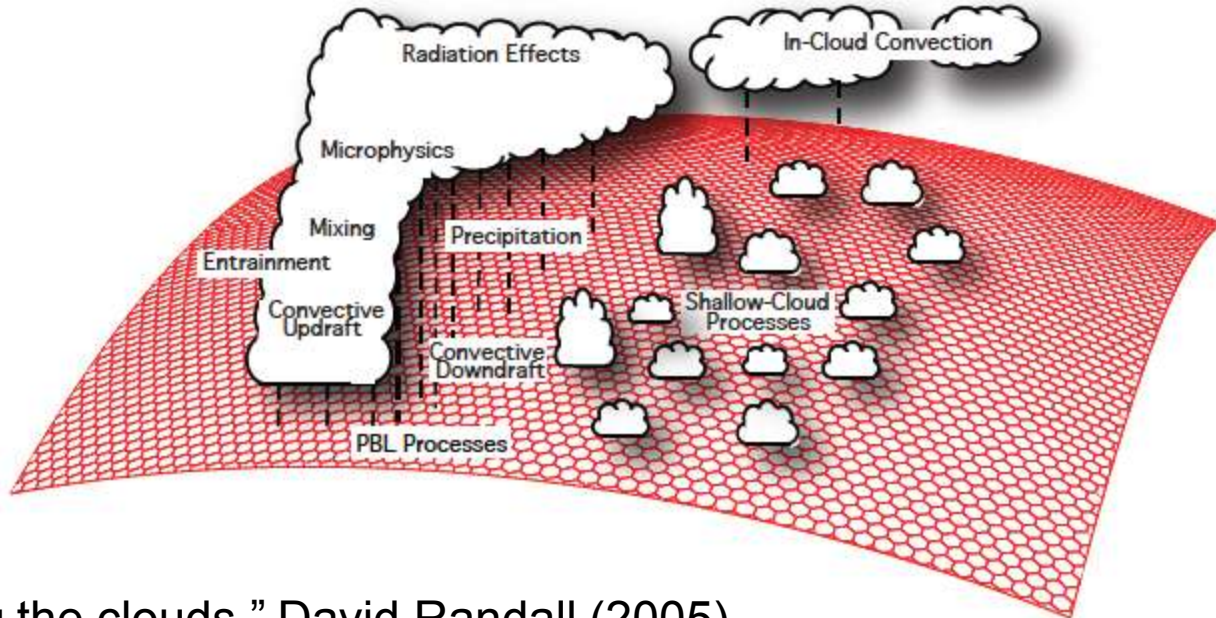 Radiation Effects
In-Cloud Convection
Microphysics
Mixing
Precipitation
Entrainment
Convective
Updraft
Shallow-Cloud
Processes
Convective
Downdraft
PBL Processes
the clouds," David Randall (2005)